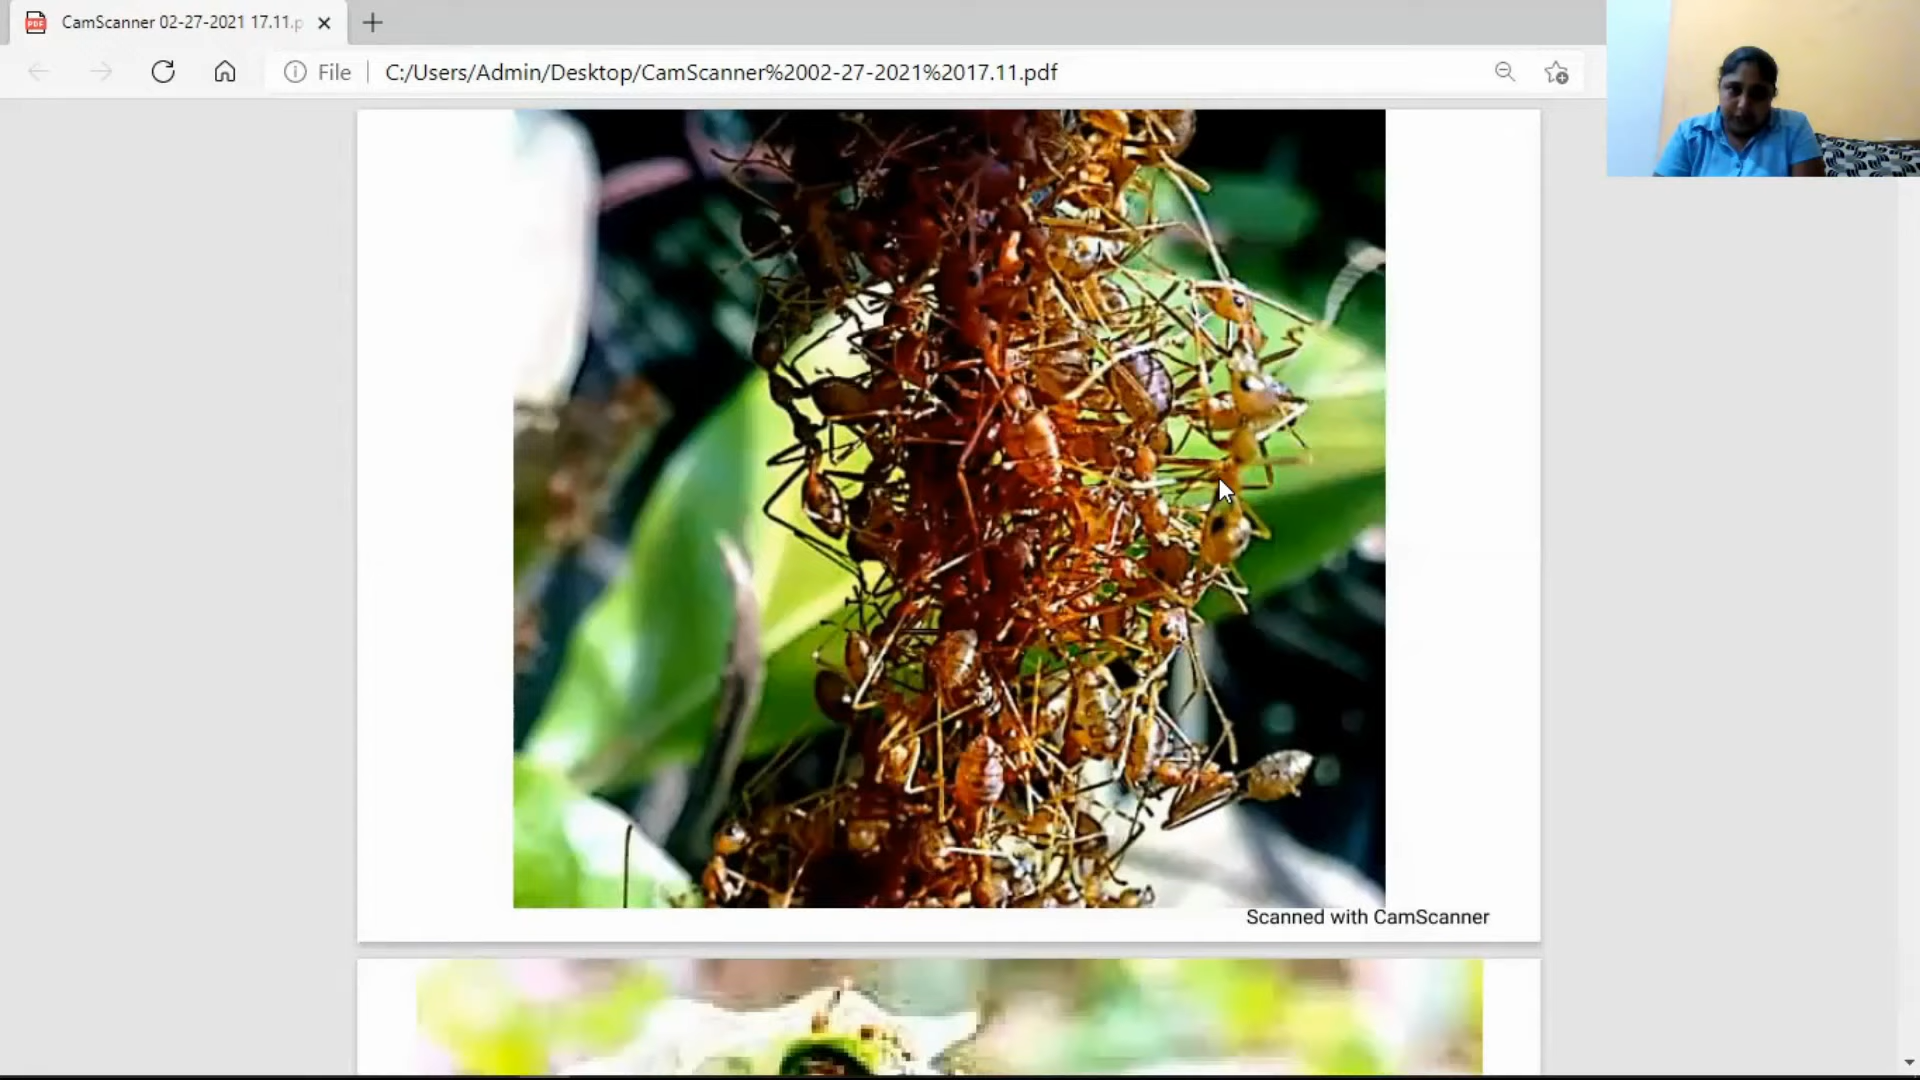 CamScanner 02-27-2021 17.11.p
File
C:/Users/Admin/Desktop/CamScanner%2002-27-2021%2017.11.pdf
Scanned with CamScanner